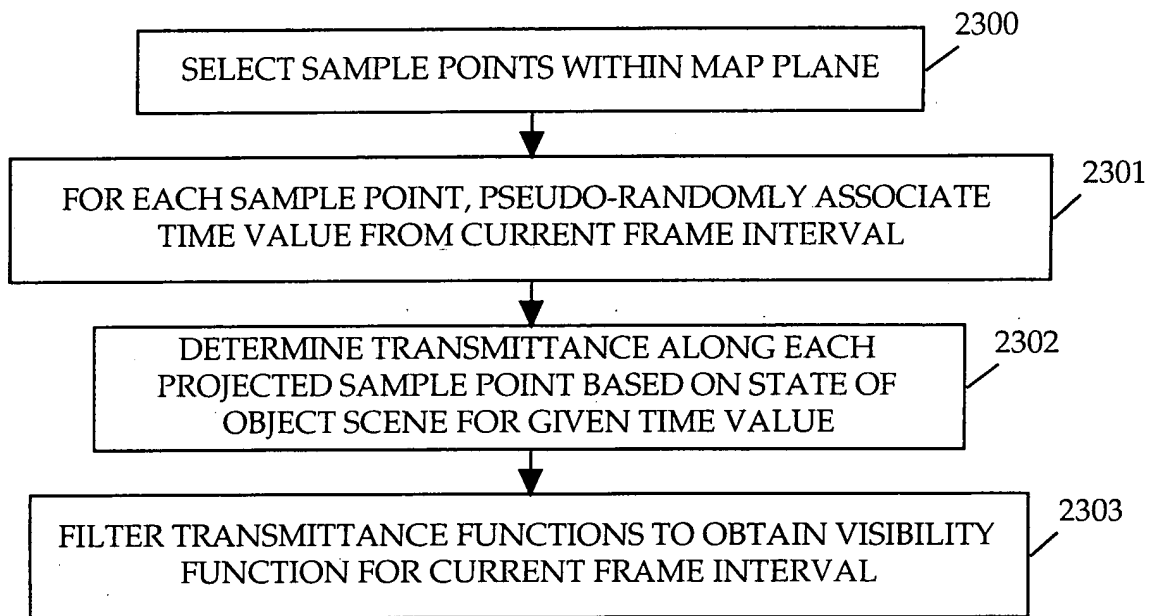 2300
SELECT SAMPLE POINTS WITHIN MAP PLANE
2301
FOR EACH SAMPLE POINT, PSEUDO-RANDOMLY ASSOCIATE
TIME VALUE FROM CURRENT FRAME INTERVAL
2302
DETERMINE TRANSMITTANCE ALONG EACH
PROJECTED SAMPLE POINT BASED ON STATE OF
OBJECT SCENE FOR GIVEN TIME VALUE
2303
FILTER TRANSMITTANCE FUNCTIONS TO OBTAIN VISIBILITY
FUNCTION FOR CURRENT FRAME INTERVAL